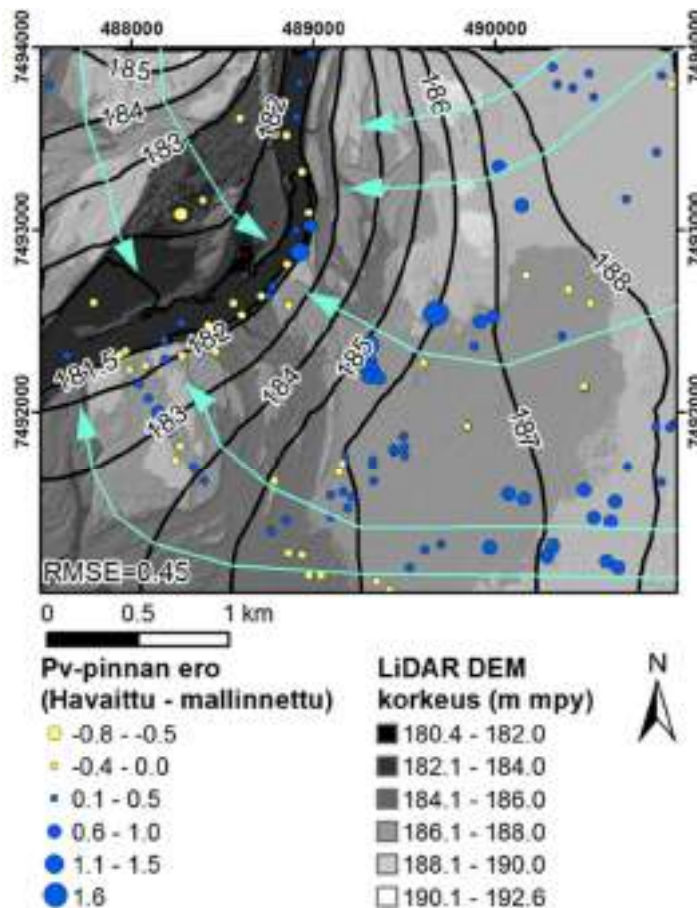 488000 489000 490000
7494000 7494000
185
184
183
182
186
7493000 7493000
188
182
181.5
185
184
183
187
7492000 7492000
RMSE=0.45
0 0.5 1 km
Pv-pinnan ero
(Havaittu - mallinnettu)
-0.8 - -0.5
-0.4 - 0.0
0.1 - 0.5
0.6 - 1.0
1.1 - 1.5
1.6
LiDAR DEM
korkeus (m mpy)
180.4 - 182.0
182.1 - 184.0
184.1 - 186.0
186.1 - 188.0
188.1 - 190.0
190.1 - 192.6
N